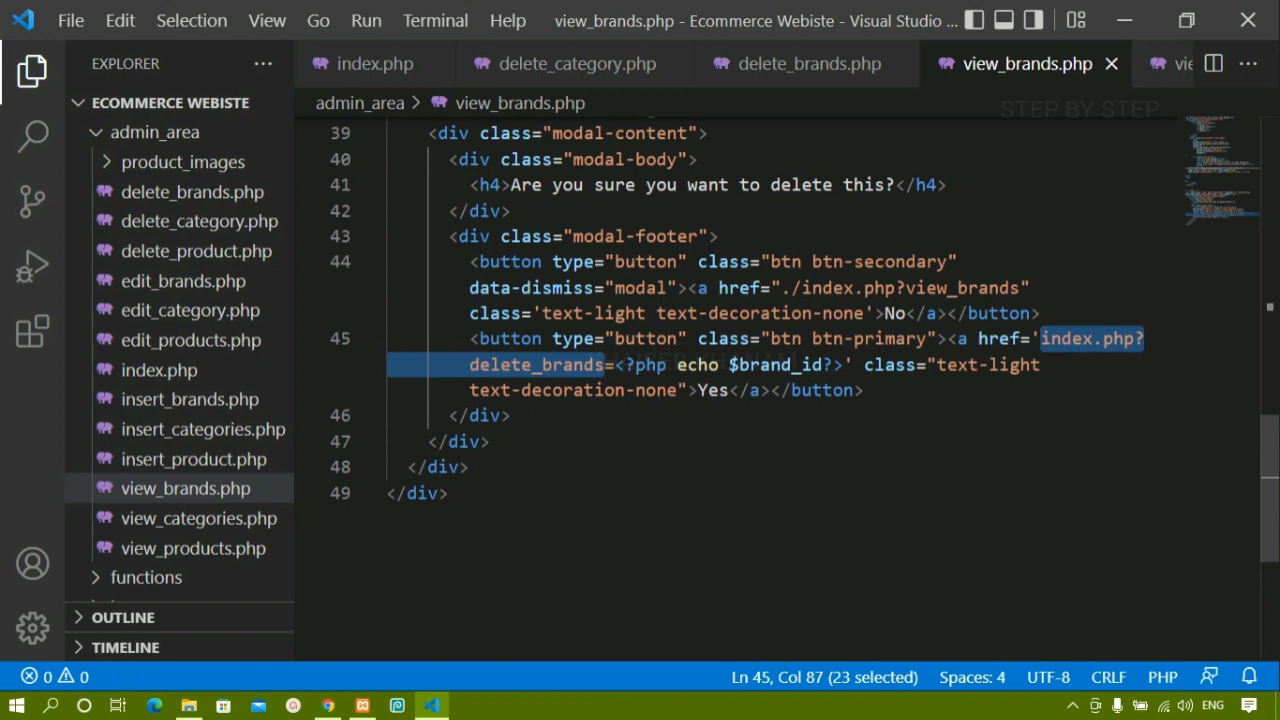 File Edit Selection View Go Run Terminal Help view_brands.php - Ecommerce Webiste - Visual Studio ...
EXPLORER ...
index.php delete_category.php delete_brands.php view_brands.php vie
ECOMMERCE WEBISTE
admin_area > view_brands.php
STEP BY STEP
admin_area
product_images
delete_brands.php
delete_category.php
delete_product.php
edit_brands.php
edit_category.php
edit_products.php
index.php
insert_brands.php
insert_categories.php
insert_product.php
view_brands.php
view_categories.php
view_products.php
functions
OUTLINE
TIMELINE
39 <div class="modal-content">
40 <div class="modal-body">
41 <h4>Are you sure you want to delete this?</h4>
42 </div>
43 <div class="modal-footer">
44 <button type="button" class="btn btn-secondary"
data-dismiss="modal"><a href="./index.php?view_brands"
class='text-light text-decoration-none'>No</a></button>
45 <button type="button" class="btn btn-primary"><a href='index.php?
delete_brands=<?php echo $brand_id?>' class="text-light
text-decoration-none">Yes</a></button>
46 </div>
47 </div>
48 </div>
49 </div>
0 0 Ln 45, Col 87 (23 selected) Spaces: 4 UTF-8 CRLF PHP
ENG